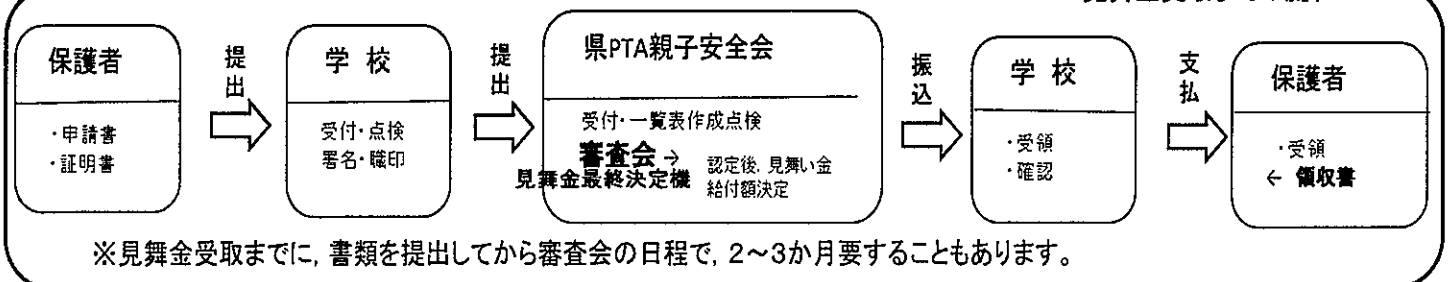 保護者
・申請書
・証明書
提出
学 校
受付・点検
署名・職印
提出
県PTA親子安全会
受付・一覧表作成点検
審査会→
見舞金最終決定機
認定後, 見舞い金
給付額決定
振込
学 校
・受領
・確認
支払
保護者
・受領
← 領収書
※見舞金受取までに, 書類を提出してから審査会の日程で, 2～3か月要することもあります。